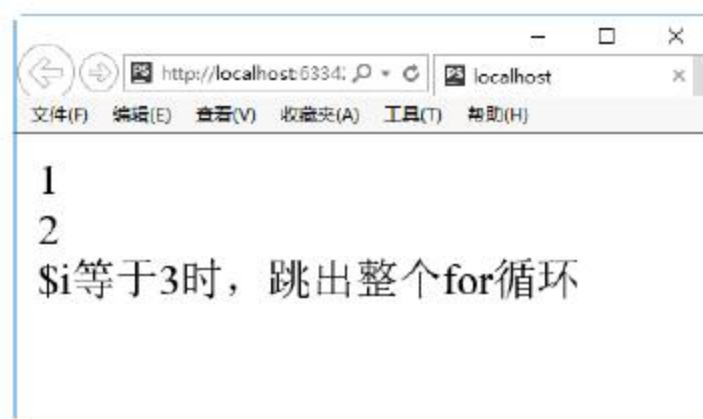 http://localhost:6334
localhost
文件(F) 编辑(E) 查看(V) 收藏夹(A) 工具(T) 帮助(H)
1
2
$i等于3时，跳出整个for循环